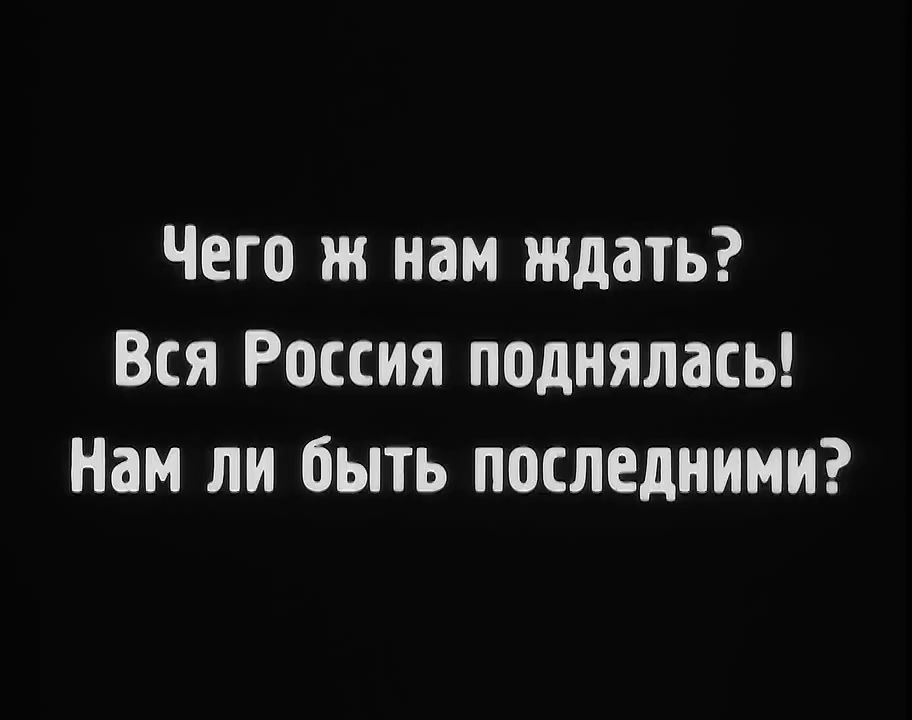 Чего ж нам ждать?
Вся Россия поднялась!
Нам ли быть последними?